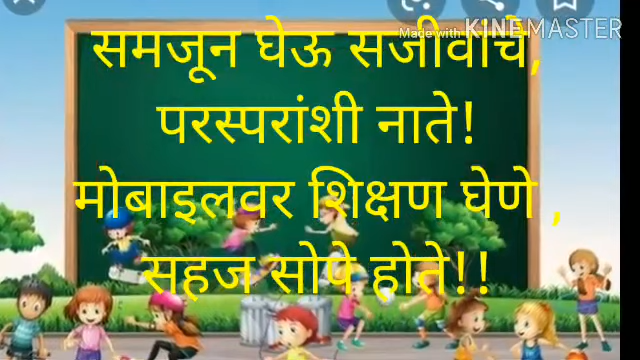 Made with KINEMASTER
समजून घेऊ सजीवांचे,
परस्परांशी नाते!
मोबाइलवर शिक्षण घेणे ,
सहज सोपे होते!!